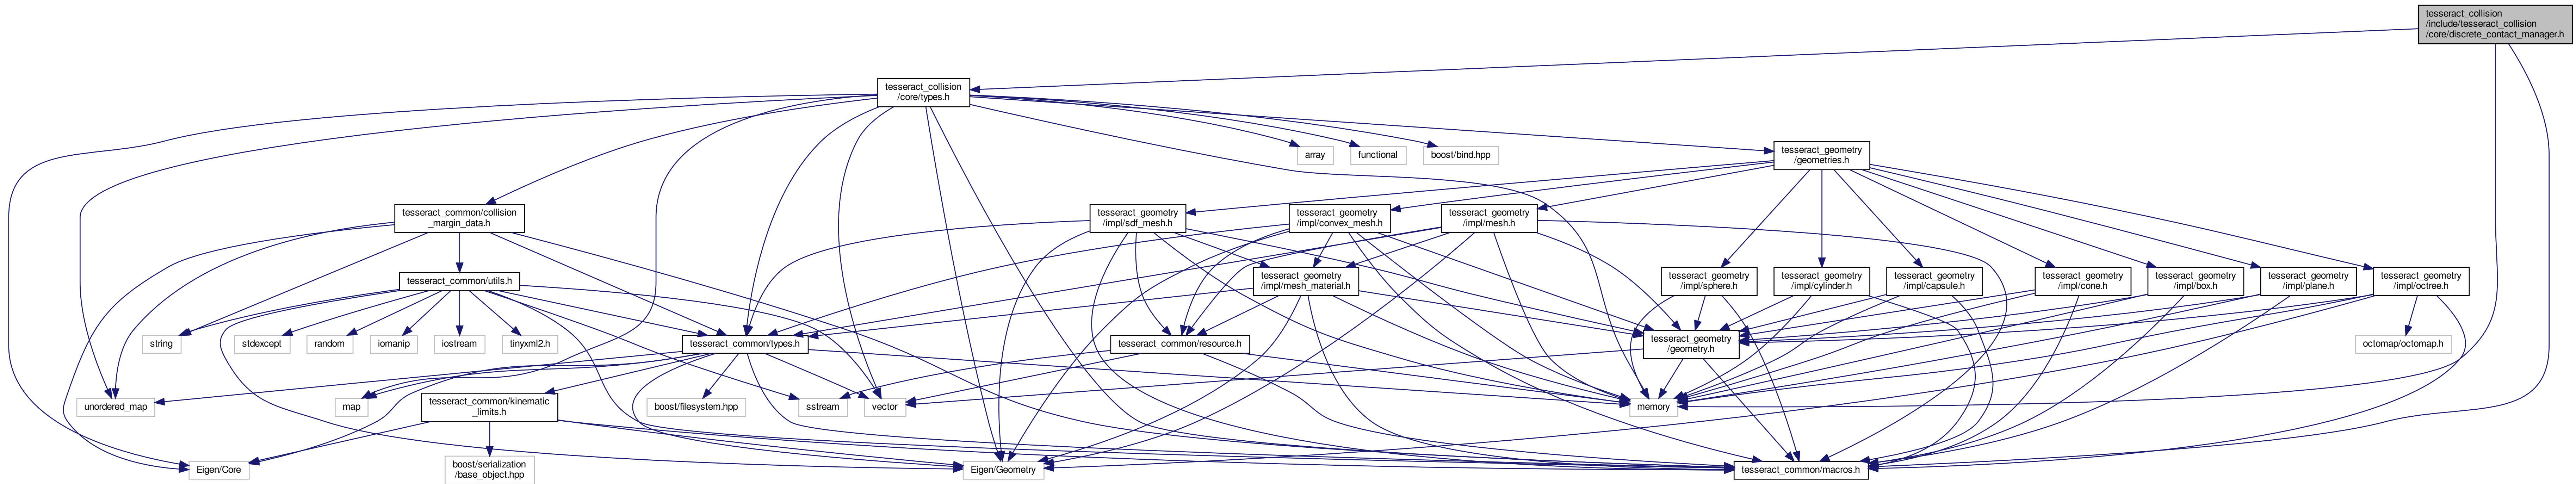 tesseract_collision
/include/tesseract_collision
/core/discrete_contact_manager.h
tesseract_collision
/core/types.h
array
functional
boost/bind.hpp
tesseract_geometry
/geometries.h
tesseract_common/collision
_margin_data.h
tesseract_geometry
/impl/sdf_mesh.h
tesseract_geometry
/impl/convex_mesh.h
tesseract_geometry
/impl/mesh.h
tesseract_common/utils.h
tesseract_geometry
/impl/mesh_material.h
tesseract_geometry
/impl/sphere.h
tesseract_geometry
/impl/cylinder.h
tesseract_geometry
/impl/capsule.h
tesseract_geometry
/impl/cone.h
tesseract_geometry
/impl/box.h
tesseract_geometry
/impl/plane.h
tesseract_geometry
/impl/octree.h
string
stdexcept
random
iomanip
iostream
tinyxml2.h
tesseract_common/types.h
tesseract_common/resource.h
tesseract_geometry
/geometry.h
octomap/octomap.h
unordered_map
map
tesseract_common/kinematic
_limits.h
boost/filesystem.hpp
sstream
vector
memory
Eigen/Core
boost/serialization
/base_object.hpp
Eigen/Geometry
tesseract_common/macros.h